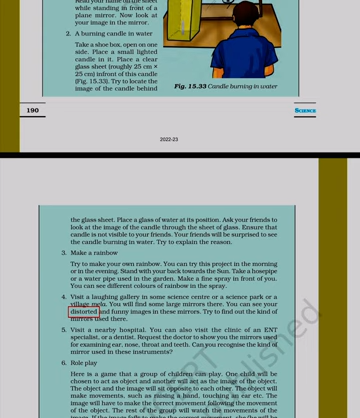 Read your name on the sheet
while standing in front of a
plane mirror. Now look at
your image in the mirror.
2. A burning candle in water
Take a shoe box, open on one
side. Place a small lighted
candle in it. Place a clear
glass sheet (roughly 25 cm ×
25 cm) infront of this candle
(Fig. 15.33). Try to locate the
image of the candle behind
Fig. 15.33 Candle burning in water
190
SCIENCE
2022-23
the glass sheet. Place a glass of water at its position. Ask your friends to
look at the image of the candle through the sheet of glass. Ensure that
candle is not visible to your friends. Your friends will be surprised to see
the candle burning in water. Try to explain the reason.
3. Make a rainbow
Try to make your own rainbow. You can try this project in the morning
or in the evening. Stand with your back towards the Sun. Take a hosepipe
or a water pipe used in the garden. Make a fine spray in front of you.
You can see different colours of rainbow in the spray.
4. Visit a laughing gallery in some science centre or a science park or a
village mela. You will find some large mirrors there. You can see your
distorted and funny images in these mirrors. Try to find out the kind of
mirrors used there.
5. Visit a nearby hospital. You can also visit the clinic of an ENT
specialist, or a dentist. Request the doctor to show you the mirrors used
for examining ear, nose, throat and teeth. Can you recognise the kind of
mirror used in these instruments?
6. Role play
Here is a game that a group of children can play. One child will be
chosen to act as object and another will act as the image of the object.
The object and the image will sit opposite to each other. The object will
make movements, such as raising a hand, touching an ear etc. The
image will have to make the correct movement following the movement
of the object. The rest of the group will watch the movements of the